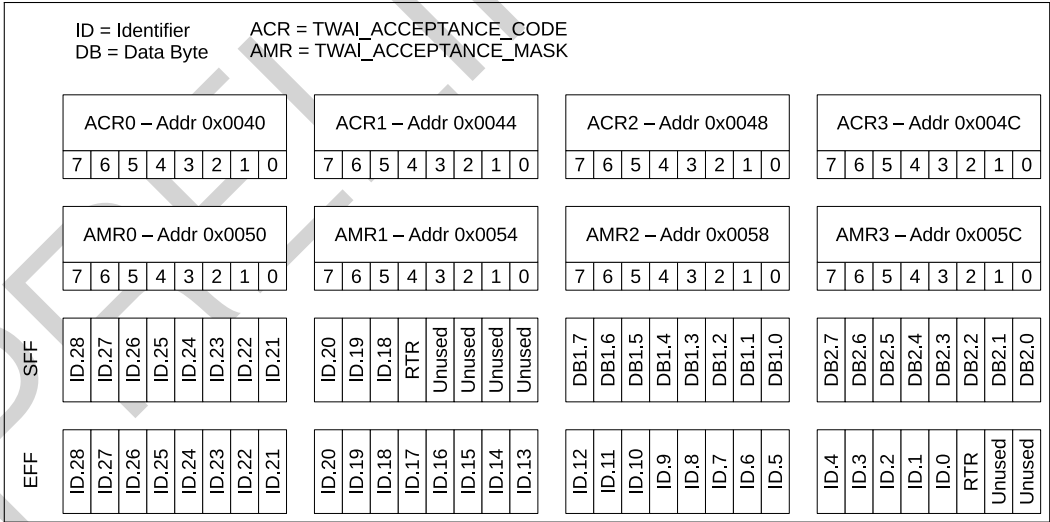 ID = Identifier ACR = TWAI_ACCEPTANCE_CODE
DB = Data Byte AMR = TWAI_ACCEPTANCE_MASK
ACR0 – Addr 0x0040 ACR1 – Addr 0x0044 ACR2 – Addr 0x0048 ACR3 – Addr 0x004C
7 6 5 4 3 2 1 0 7 6 5 4 3 2 1 0 7 6 5 4 3 2 1 0 7 6 5 4 3 2 1 0
AMR0 – Addr 0x0050 AMR1 – Addr 0x0054 AMR2 – Addr 0x0058 AMR3 – Addr 0x005C
7 6 5 4 3 2 1 0 7 6 5 4 3 2 1 0 7 6 5 4 3 2 1 0 7 6 5 4 3 2 1 0
SFF ID.28 ID.27 ID.26 ID.25 ID.24 ID.23 ID.22 ID.21 ID.20 ID.19 ID.18 RTR Unused Unused Unused Unused DB1.7 DB1.6 DB1.5 DB1.4 DB1.3 DB1.2 DB1.1 DB1.0 DB2.7 DB2.6 DB2.5 DB2.4 DB2.3 DB2.2 DB2.1 DB2.0
EFF ID.28 ID.27 ID.26 ID.25 ID.24 ID.23 ID.22 ID.21 ID.20 ID.19 ID.18 ID.17 ID.16 ID.15 ID.14 ID.13 ID.12 ID.11 ID.10 ID.9 ID.8 ID.7 ID.6 ID.5 ID.4 ID.3 ID.2 ID.1 ID.0 RTR Unused Unused